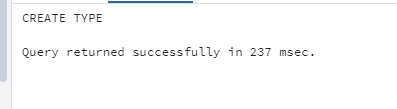 CREATE TYPE
Query returned successfully in 237 msec.